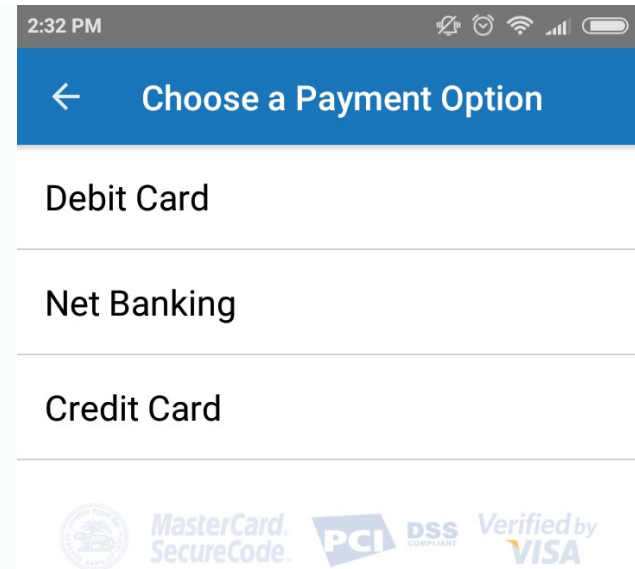 2:32 PM
Choose a Payment Option
Debit Card
Net Banking
Credit Card
MasterCard. PCI DSS Verified by
SecureCode. COMPLIANT VISA